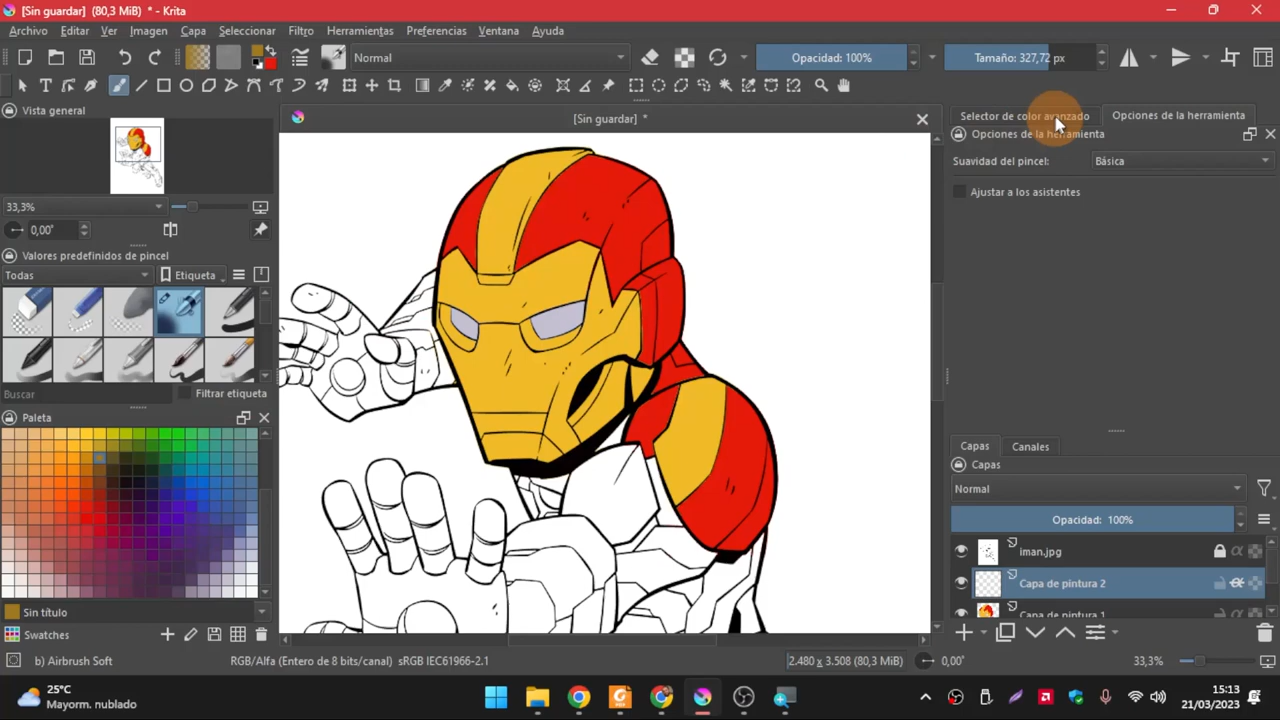 [Sin guardar] (80,3 MiB) * - Krita
Archivo Editar Ver Imagen Capa Seleccionar Filtro Herramientas Preferencias Ventana Ayuda
Normal Opacidad: 100% Tamaño: 327,72 px
Vista general
[Sin guardar] *
Selector de color avanzado Opciones de la herramienta
Opciones de la herramienta
Suavidad del pincel: Básica
Ajustar a los asistentes
33,3%
0,00°
Valores predefinidos de pincel
Todas Etiqueta
Buscar Filtrar etiqueta
Paleta
Capas Canales
Capas
Normal
Opacidad: 100%
iman.jpg
Capa de pintura 2
Capa de pintura 1
Sin título
Swatches
b) Airbrush Soft RGB/Alfa (Entero de 8 bits/canal) sRGB IEC61966-2.1 2.480 x 3.508 (80,3 MiB) 0,00° 33,3%
25°C
Mayorm. nublado
15:13
21/03/2023